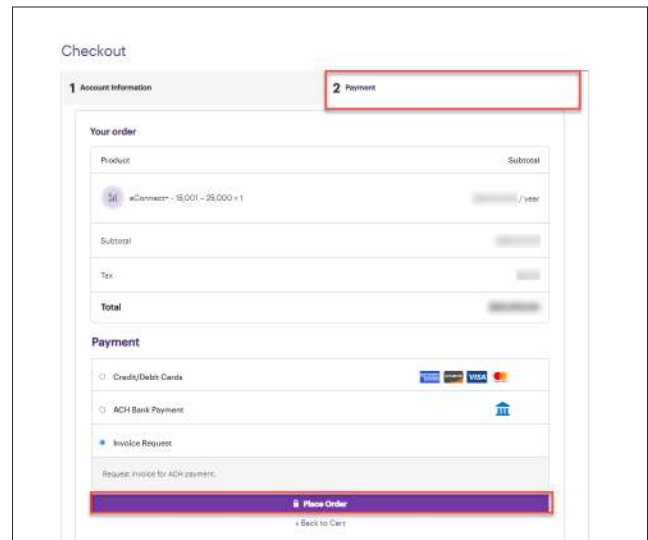 Checkout
1 Account Information
2 Payment
Your order
Product Subtotal
eConnect+ - 15,001 - 25,000 × 1 / year
Subtotal
Tax
Total
Payment
Credit/Debit Cards VISA
ACH Bank Payment
Invoice Request
Request invoice for ACH payment.
Place Order
« Back to Cart